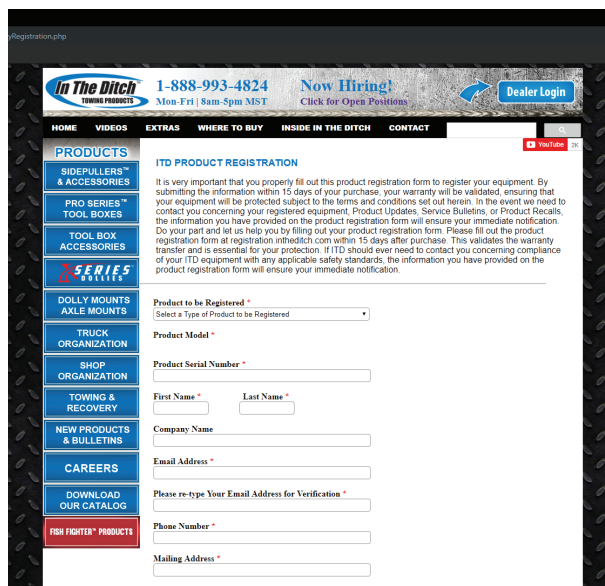 yRegistration.php
In The Ditch
TOWING PRODUCTS
1-888-993-4824
Mon-Fri | 8am-5pm MST
Now Hiring!
Click for Open Positions
Dealer Login
HOME VIDEOS EXTRAS WHERE TO BUY INSIDE IN THE DITCH CONTACT
YouTube 2K
PRODUCTS
SIDEPULLERS™
& ACCESSORIES
PRO SERIES™
TOOL BOXES
TOOL BOX
ACCESSORIES
X SERIES
DOLLIES
DOLLY MOUNTS
AXLE MOUNTS
TRUCK
ORGANIZATION
SHOP
ORGANIZATION
TOWING &
RECOVERY
NEW PRODUCTS
& BULLETINS
CAREERS
DOWNLOAD
OUR CATALOG
FISH FIGHTER™ PRODUCTS
ITD PRODUCT REGISTRATION
It is very important that you properly fill out this product registration form to register your equipment. By
submitting the information within 15 days of your purchase, your warranty will be validated, ensuring that
your equipment will be protected subject to the terms and conditions set out herein. In the event we need to
contact you concerning your registered equipment, Product Updates, Service Bulletins, or Product Recalls,
the information you have provided on the product registration form will ensure your immediate notification.
Do your part and let us help you by filling out your product registration form. Please fill out the product
registration form at registration.intheditch.com within 15 days after purchase. This validates the warranty
transfer and is essential for your protection. If ITD should ever need to contact you concerning compliance
of your ITD equipment with any applicable safety standards, the information you have provided on the
product registration form will ensure your immediate notification.
Product to be Registered *
Select a Type of Product to be Registered
Product Model *
Product Serial Number *
First Name * Last Name *
Company Name
Email Address *
Please re-type Your Email Address for Verification *
Phone Number *
Mailing Address *